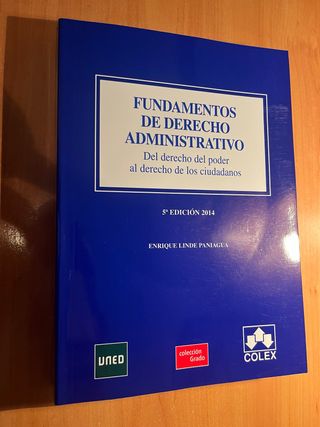 FUNDAMENTOS
DE DERECHO
ADMINISTRATIVO
Del derecho del poder
al derecho de los ciudadanos
5ª EDICIÓN 2014
ENRIQUE LINDE PANIAGUA
UNED
colección
Grado
COLEX